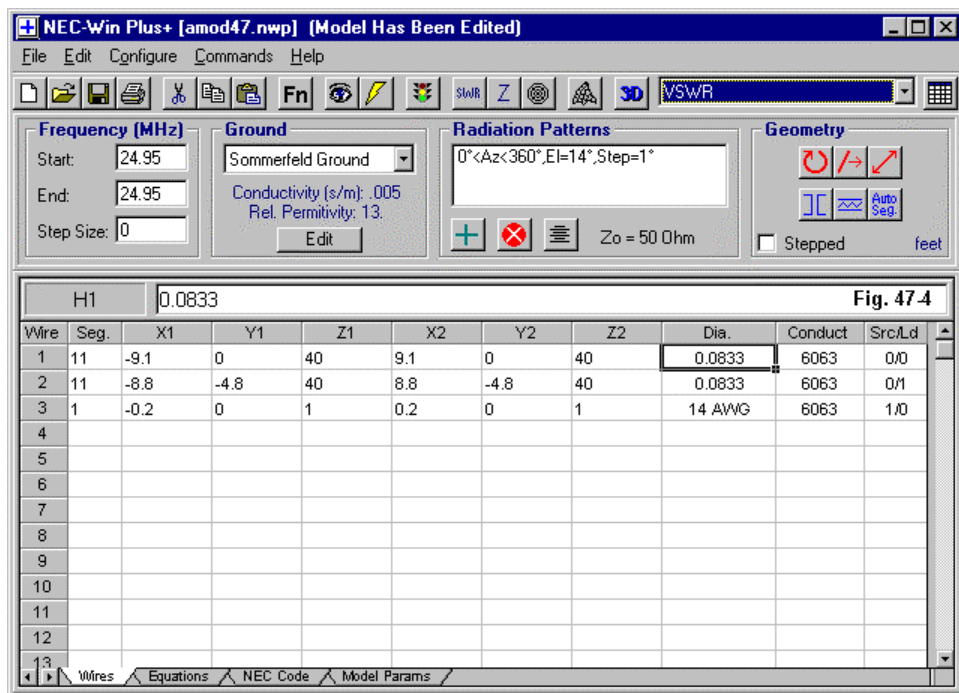 NEC-Win Plus+ [amod47.nwp] (Model Has Been Edited)
File Edit Configure Commands Help
Fn SWR Z 3D VSWR
Frequency (MHz)
Start: 24.95
End: 24.95
Step Size: 0
Ground
Sommerfeld Ground
Conductivity (s/m): .005
Rel. Permitivity: 13.
Edit
Radiation Patterns
0°<Az<360°,El=14°,Step=1°
Zo = 50 Ohm
Geometry
Auto Seg.
Stepped feet
H1 0.0833 Fig. 47-4
Wire Seg. X1 Y1 Z1 X2 Y2 Z2 Dia. Conduct Src/Ld
1 11 -9.1 0 40 9.1 0 40 0.0833 6063 0/0
2 11 -8.8 -4.8 40 8.8 -4.8 40 0.0833 6063 0/1
3 1 -0.2 0 1 0.2 0 1 14 AWG 6063 1/0
4
5
6
7
8
9
10
11
12
13
Wires Equations NEC Code Model Params